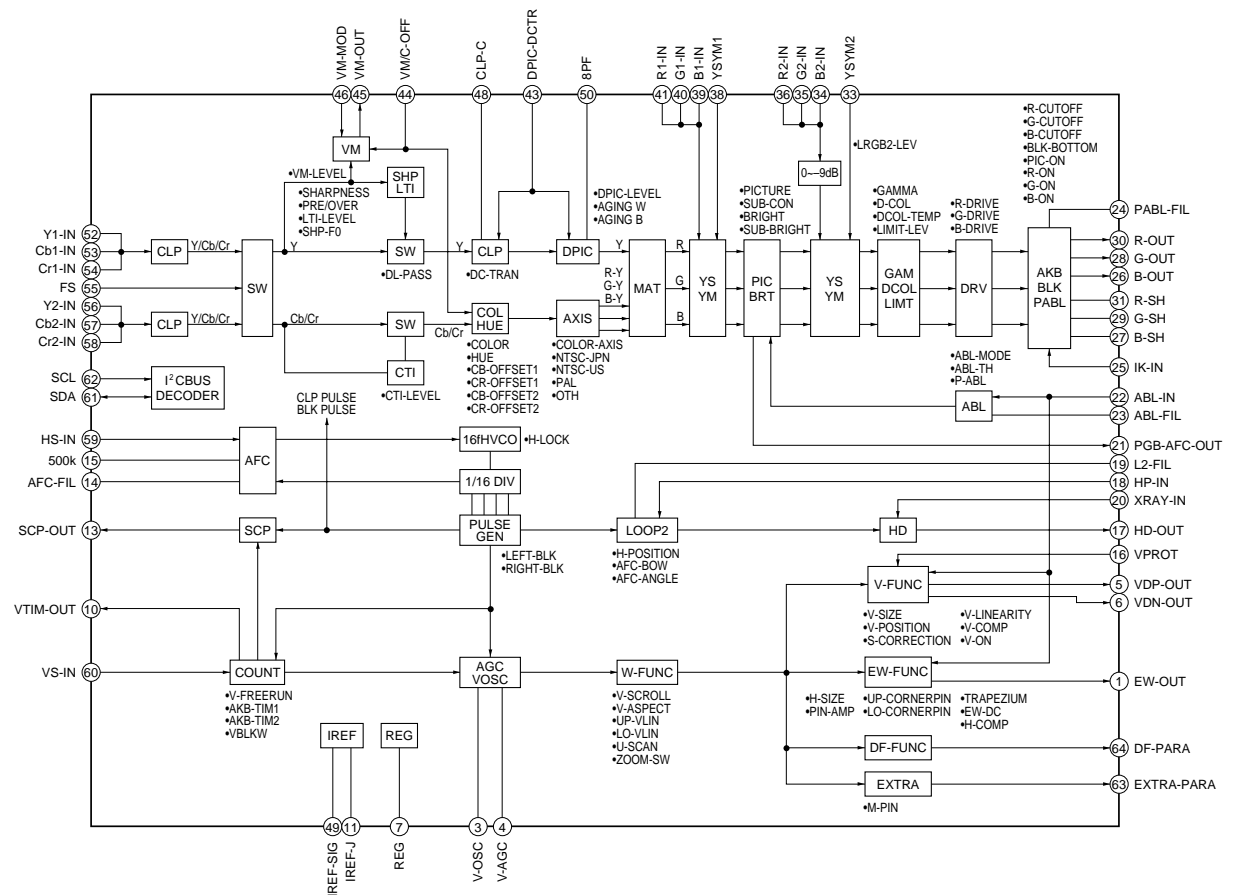 VM-MOD
VM-OUT
VM/C-OFF
CLP-C
DPIC-DCTR
8PF
R1-IN
G1-IN
B1-IN
YSYM1
R2-IN
G2-IN
B2-IN
YSYM2
46
45
44
48
43
50
41
40
39
38
36
35
34
33
•R-CUTOFF
•G-CUTOFF
•B-CUTOFF
•BLK-BOTTOM
•PIC-ON
•R-ON
•G-ON
•B-ON
VM
•VM-LEVEL
•SHARPNESS
•PRE/OVER
•LTI-LEVEL
•SHP-F0
SHP
LTI
•DPIC-LEVEL
•AGING W
•AGING B
•PICTURE
•SUB-CON
•BRIGHT
•SUB-BRIGHT
0~–9dB
•LRGB2-LEV
•GAMMA
•D-COL
•DCOL-TEMP
•LIMIT-LEV
•R-DRIVE
•G-DRIVE
•B-DRIVE
Y1-IN 52
Cb1-IN 53
Cr1-IN 54
FS 55
Y2-IN 56
Cb2-IN 57
Cr2-IN 58
SCL 62
SDA 61
CLP
Y/Cb/Cr
CLP
Y/Cb/Cr
SW
Y
SW
•DL-PASS
Y
CLP
•DC-TRAN
DPIC
Y
R-Y
G-Y
B-Y
MAT
R
G
B
YS
YM
PIC
BRT
YS
YM
GAM
DCOL
LIMT
DRV
AKB
BLK
PABL
24 PABL-FIL
30 R-OUT
28 G-OUT
26 B-OUT
31 R-SH
29 G-SH
27 B-SH
25 IK-IN
22 ABL-IN
23 ABL-FIL
21 PGB-AFC-OUT
19 L2-FIL
18 HP-IN
20 XRAY-IN
17 HD-OUT
16 VPROT
5 VDP-OUT
6 VDN-OUT
1 EW-OUT
64 DF-PARA
63 EXTRA-PARA
Cb/Cr
SW
Cb/Cr
CTI
•CTI-LEVEL
COL
HUE
•COLOR
•HUE
•CB-OFFSET1
•CR-OFFSET1
•CB-OFFSET2
•CR-OFFSET2
AXIS
•COLOR-AXIS
•NTSC-JPN
•NTSC-US
•PAL
•OTH
•ABL-MODE
•ABL-TH
•P-ABL
ABL
I²CBUS
DECODER
CLP PULSE
BLK PULSE
HS-IN 59
500k 15
AFC-FIL 14
AFC
16fHVCO
•H-LOCK
1/16 DIV
SCP-OUT 13
SCP
PULSE
GEN
•LEFT-BLK
•RIGHT-BLK
LOOP2
•H-POSITION
•AFC-BOW
•AFC-ANGLE
HD
V-FUNC
•V-SIZE
•V-POSITION
•S-CORRECTION
•V-LINEARITY
•V-COMP
•V-ON
VTIM-OUT 10
VS-IN 60
COUNT
•V-FREERUN
•AKB-TIM1
•AKB-TIM2
•VBLKW
AGC
VOSC
W-FUNC
•V-SCROLL
•V-ASPECT
•UP-VLIN
•LO-VLIN
•U-SCAN
•ZOOM-SW
EW-FUNC
•H-SIZE
•PIN-AMP
•UP-CORNERPIN
•LO-CORNERPIN
•TRAPEZIUM
•EW-DC
•H-COMP
DF-FUNC
EXTRA
•M-PIN
IREF
REG
49
11
7
3
4
IREF-SIG
IREF-J
REG
V-OSC
V-AGC